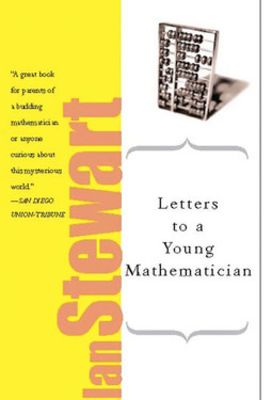 "A great book
for parents of
a budding
mathematician
or anyone
curious about
this mysterious
world."
—SAN DIEGO
UNION-TRIBUNE
Ian Stewart
Letters
to a
Young
Mathematician